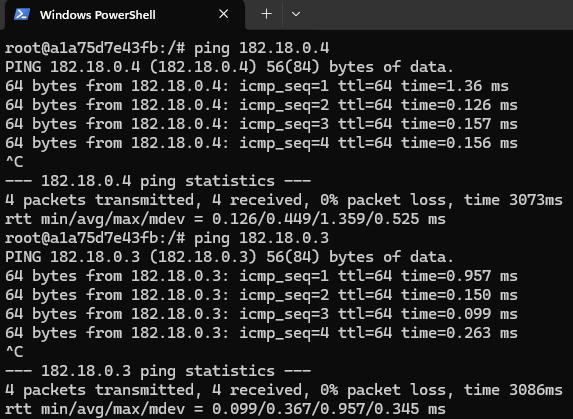 Windows PowerShell
root@a1a75d7e43fb:/# ping 182.18.0.4
PING 182.18.0.4 (182.18.0.4) 56(84) bytes of data.
64 bytes from 182.18.0.4: icmp_seq=1 ttl=64 time=1.36 ms
64 bytes from 182.18.0.4: icmp_seq=2 ttl=64 time=0.126 ms
64 bytes from 182.18.0.4: icmp_seq=3 ttl=64 time=0.157 ms
64 bytes from 182.18.0.4: icmp_seq=4 ttl=64 time=0.156 ms
^C
--- 182.18.0.4 ping statistics ---
4 packets transmitted, 4 received, 0% packet loss, time 3073ms
rtt min/avg/max/mdev = 0.126/0.449/1.359/0.525 ms
root@a1a75d7e43fb:/# ping 182.18.0.3
PING 182.18.0.3 (182.18.0.3) 56(84) bytes of data.
64 bytes from 182.18.0.3: icmp_seq=1 ttl=64 time=0.957 ms
64 bytes from 182.18.0.3: icmp_seq=2 ttl=64 time=0.150 ms
64 bytes from 182.18.0.3: icmp_seq=3 ttl=64 time=0.099 ms
64 bytes from 182.18.0.3: icmp_seq=4 ttl=64 time=0.263 ms
^C
--- 182.18.0.3 ping statistics ---
4 packets transmitted, 4 received, 0% packet loss, time 3086ms
rtt min/avg/max/mdev = 0.099/0.367/0.957/0.345 ms